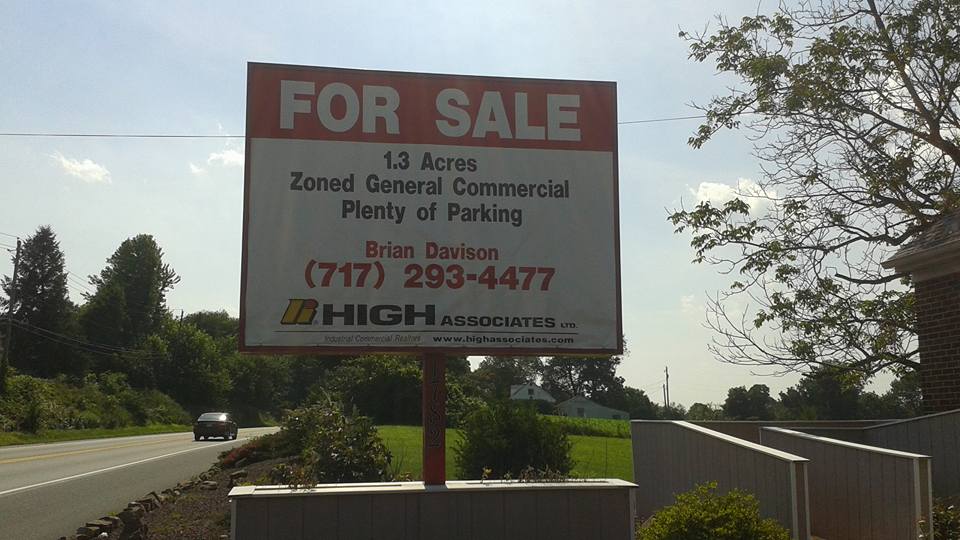 FOR SALE
1.3 Acres
Zoned General Commercial
Plenty of Parking
Brian Davison
(717) 293-4477
HIGH ASSOCIATES LTD.
Industrial Commercial Realtors www.highassociates.com